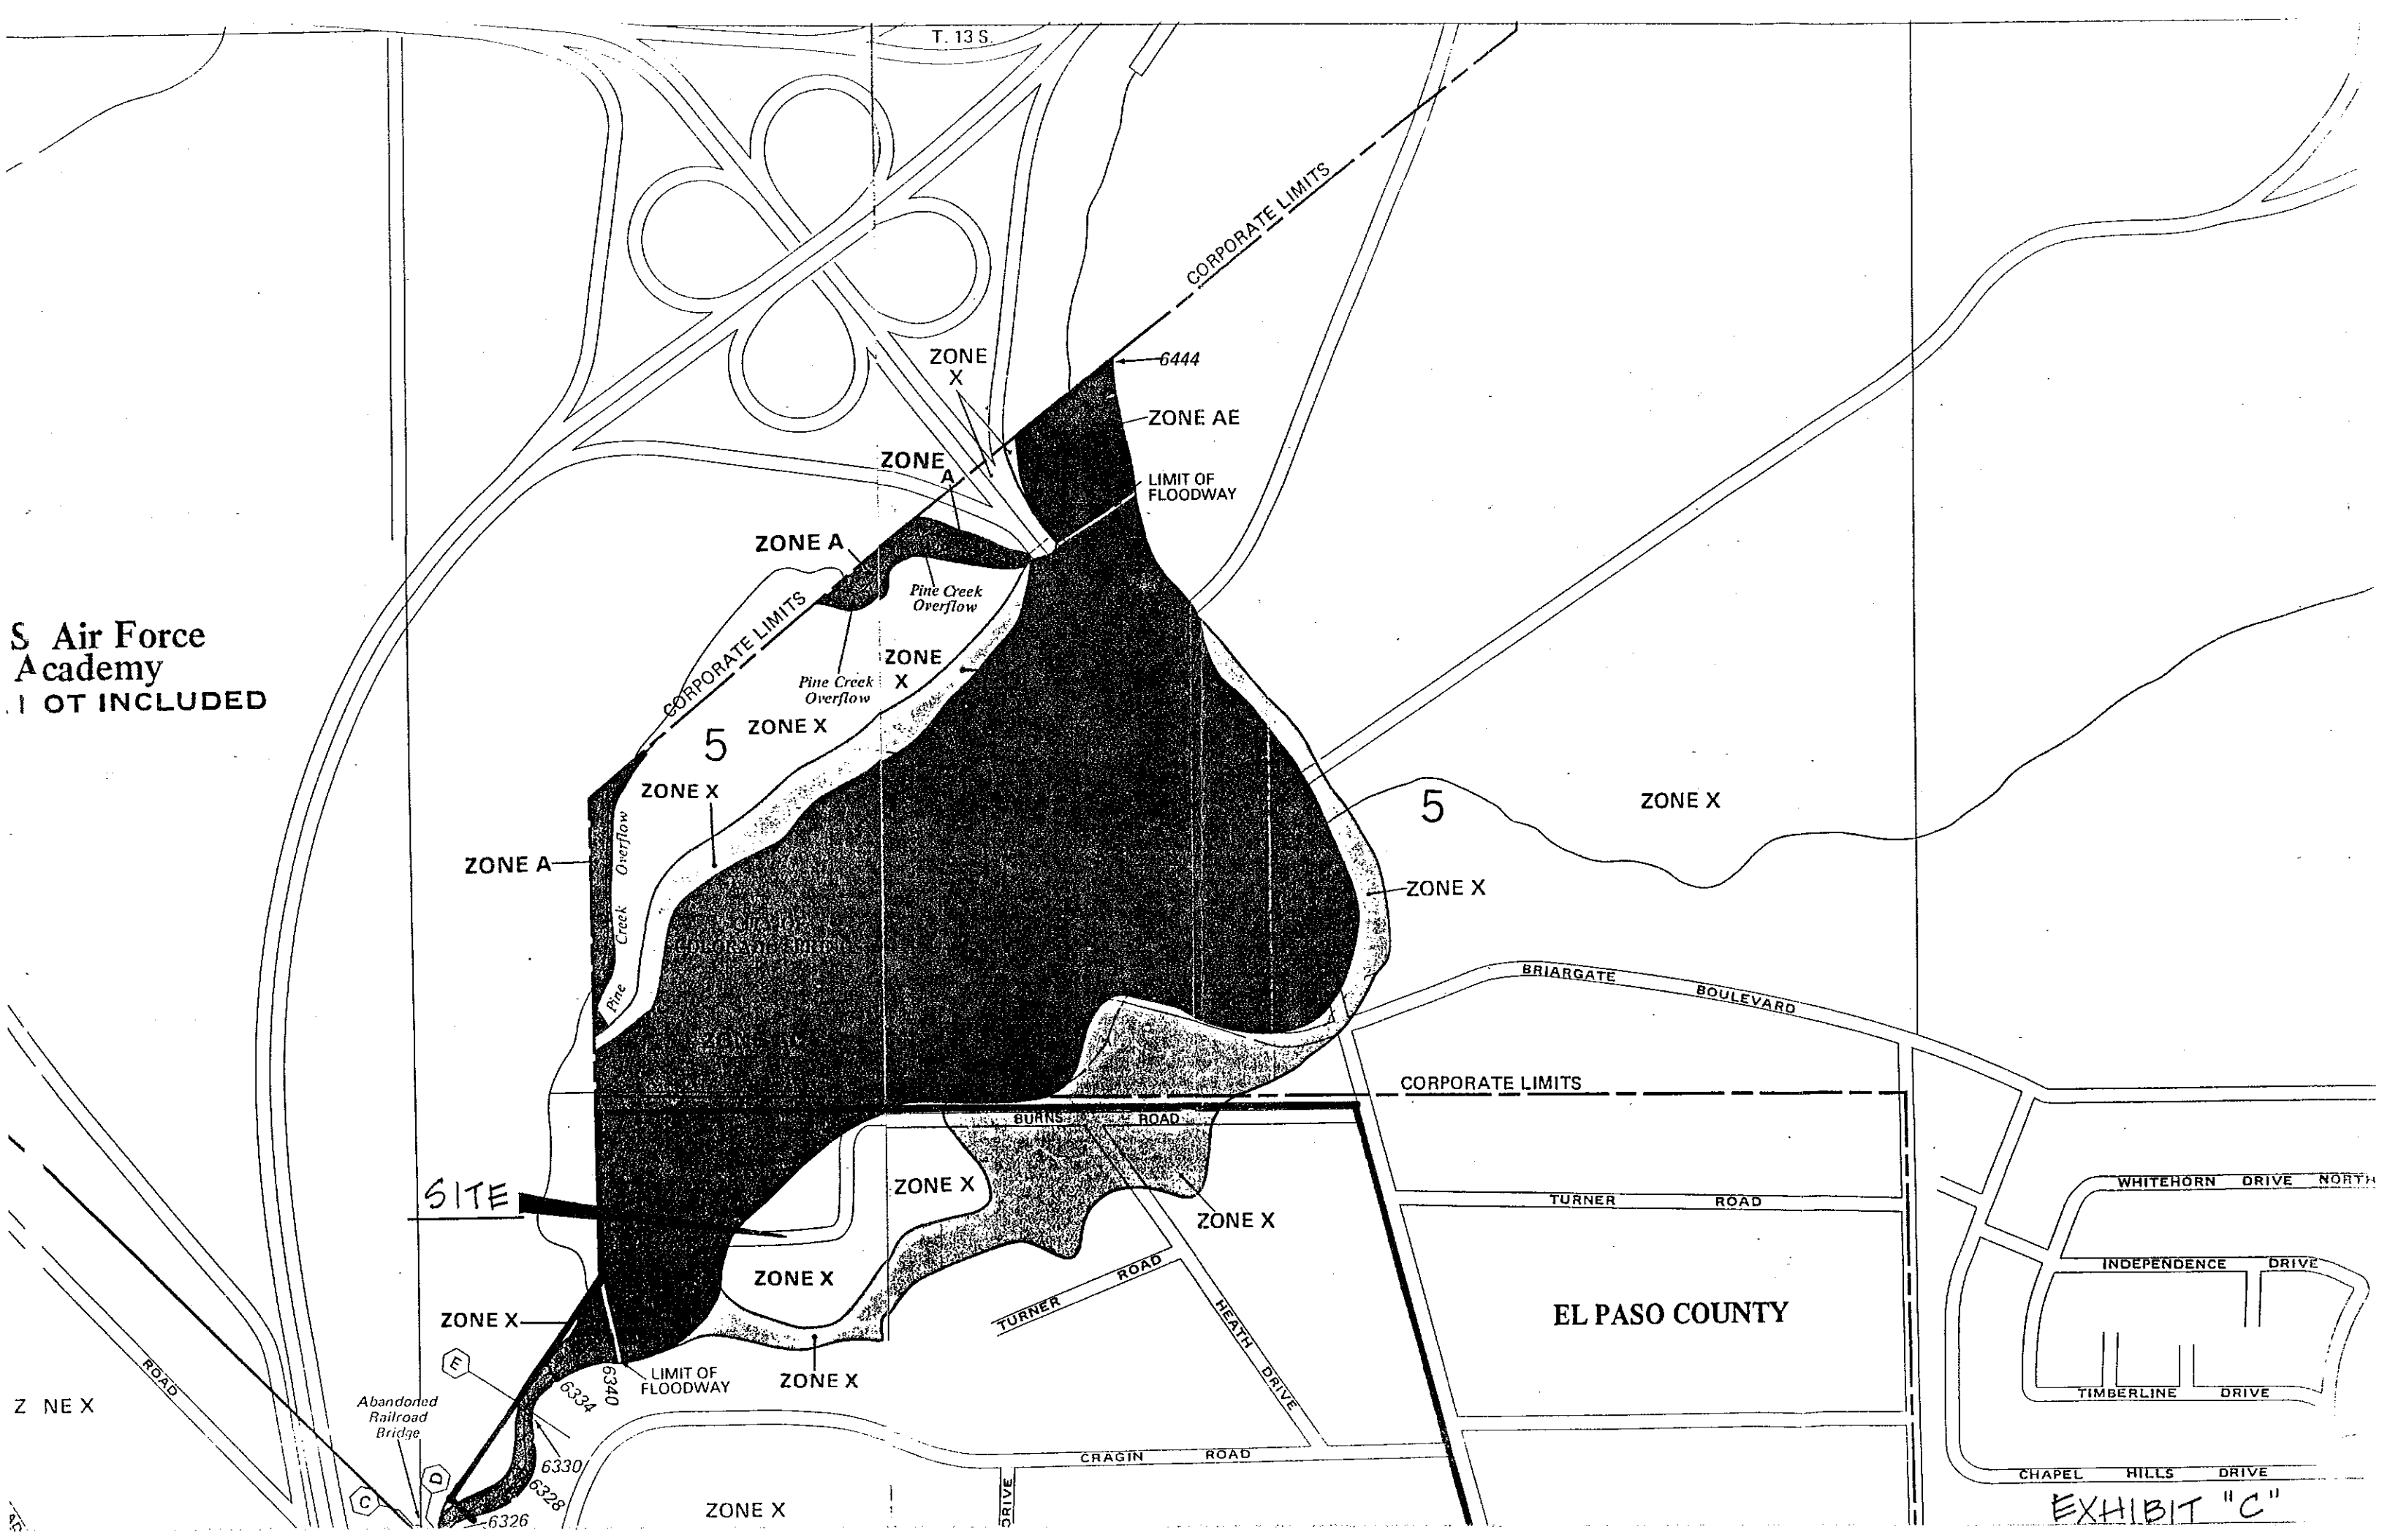 T. 13 S.
CORPORATE LIMITS
ZONE
X
6444
ZONE AE
ZONE
A
LIMIT OF
FLOODWAY
ZONE A
Pine Creek
Overflow
CORPORATE LIMITS
S Air Force
Academy
OT INCLUDED
ZONE
X
Pine Creek
Overflow
ZONE X
5
ZONE X
5
ZONE X
Pine Creek Overflow
ZONE A
ZONE X
BRIARGATE BOULEVARD
CORPORATE LIMITS
BURNS ROAD
SITE
ZONE X
ZONE X
TURNER ROAD
WHITEHORN DRIVE NORTH
ZONE X
TURNER ROAD
INDEPENDENCE DRIVE
HEATH DRIVE
EL PASO COUNTY
ZONE X
E
LIMIT OF
FLOODWAY
6340
6334
ZONE X
ROAD
Z NE X
Abandoned
Railroad
Bridge
TIMBERLINE DRIVE
CRAGIN ROAD
6330
6328
D
C
6326
ZONE X
DRIVE
CHAPEL HILLS DRIVE
EXHIBIT "C"